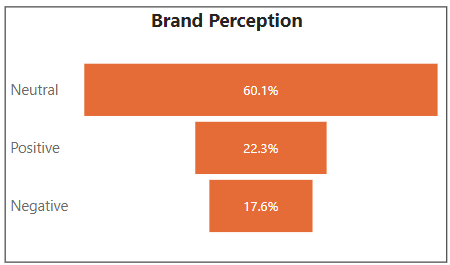 Brand Perception
Neutral 60.1%
Positive 22.3%
Negative 17.6%